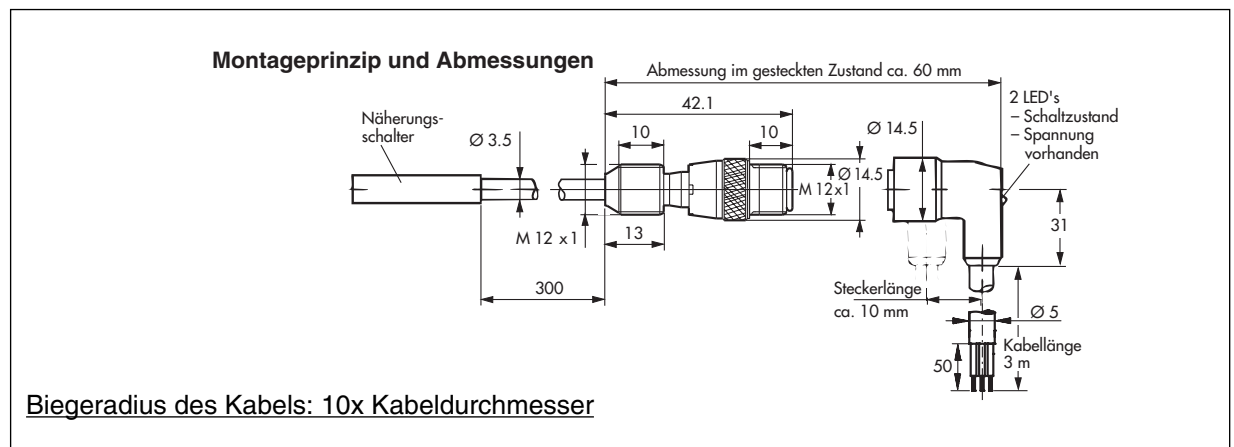 Montageprinzip und Abmessungen
Abmessung im gesteckten Zustand ca. 60 mm
42.1
2 LED's
– Schaltzustand
– Spannung
vorhanden
Näherungs-
schalter
Ø 3.5
10
10
Ø 14.5
Ø 14.5
M 12x1
M 12 x1
13
31
300
Steckerlänge
ca. 10 mm
Ø 5
Kabellänge
3 m
50
Biegeradius des Kabels: 10x Kabeldurchmesser